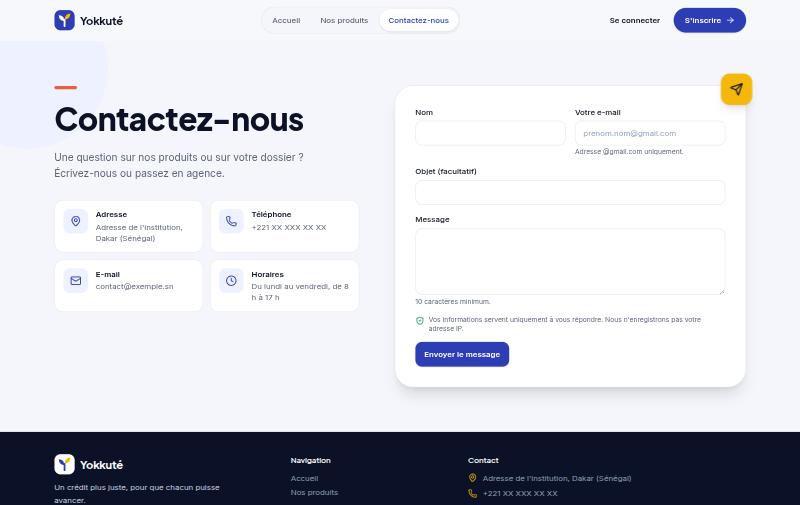 Yokkuté
Accueil
Nos produits
Contactez-nous
Se connecter
S'inscrire
Contactez-nous
Une question sur nos produits ou sur votre dossier ?
Écrivez-nous ou passez en agence.
Adresse
Adresse de l'institution,
Dakar (Sénégal)
Téléphone
+221 XX XXX XX XX
E-mail
contact@exemple.sn
Horaires
Du lundi au vendredi, de 8
h à 17 h
Nom
Votre e-mail
prenom.nom@gmail.com
Adresse @gmail.com uniquement.
Objet (facultatif)
Message
10 caractères minimum.
Vos informations servent uniquement à vous répondre. Nous n'enregistrons pas votre
adresse IP.
Envoyer le message
Yokkuté
Un crédit plus juste, pour que chacun puisse
avancer.
Navigation
Accueil
Nos produits
Contact
Adresse de l'institution, Dakar (Sénégal)
+221 XX XXX XX XX